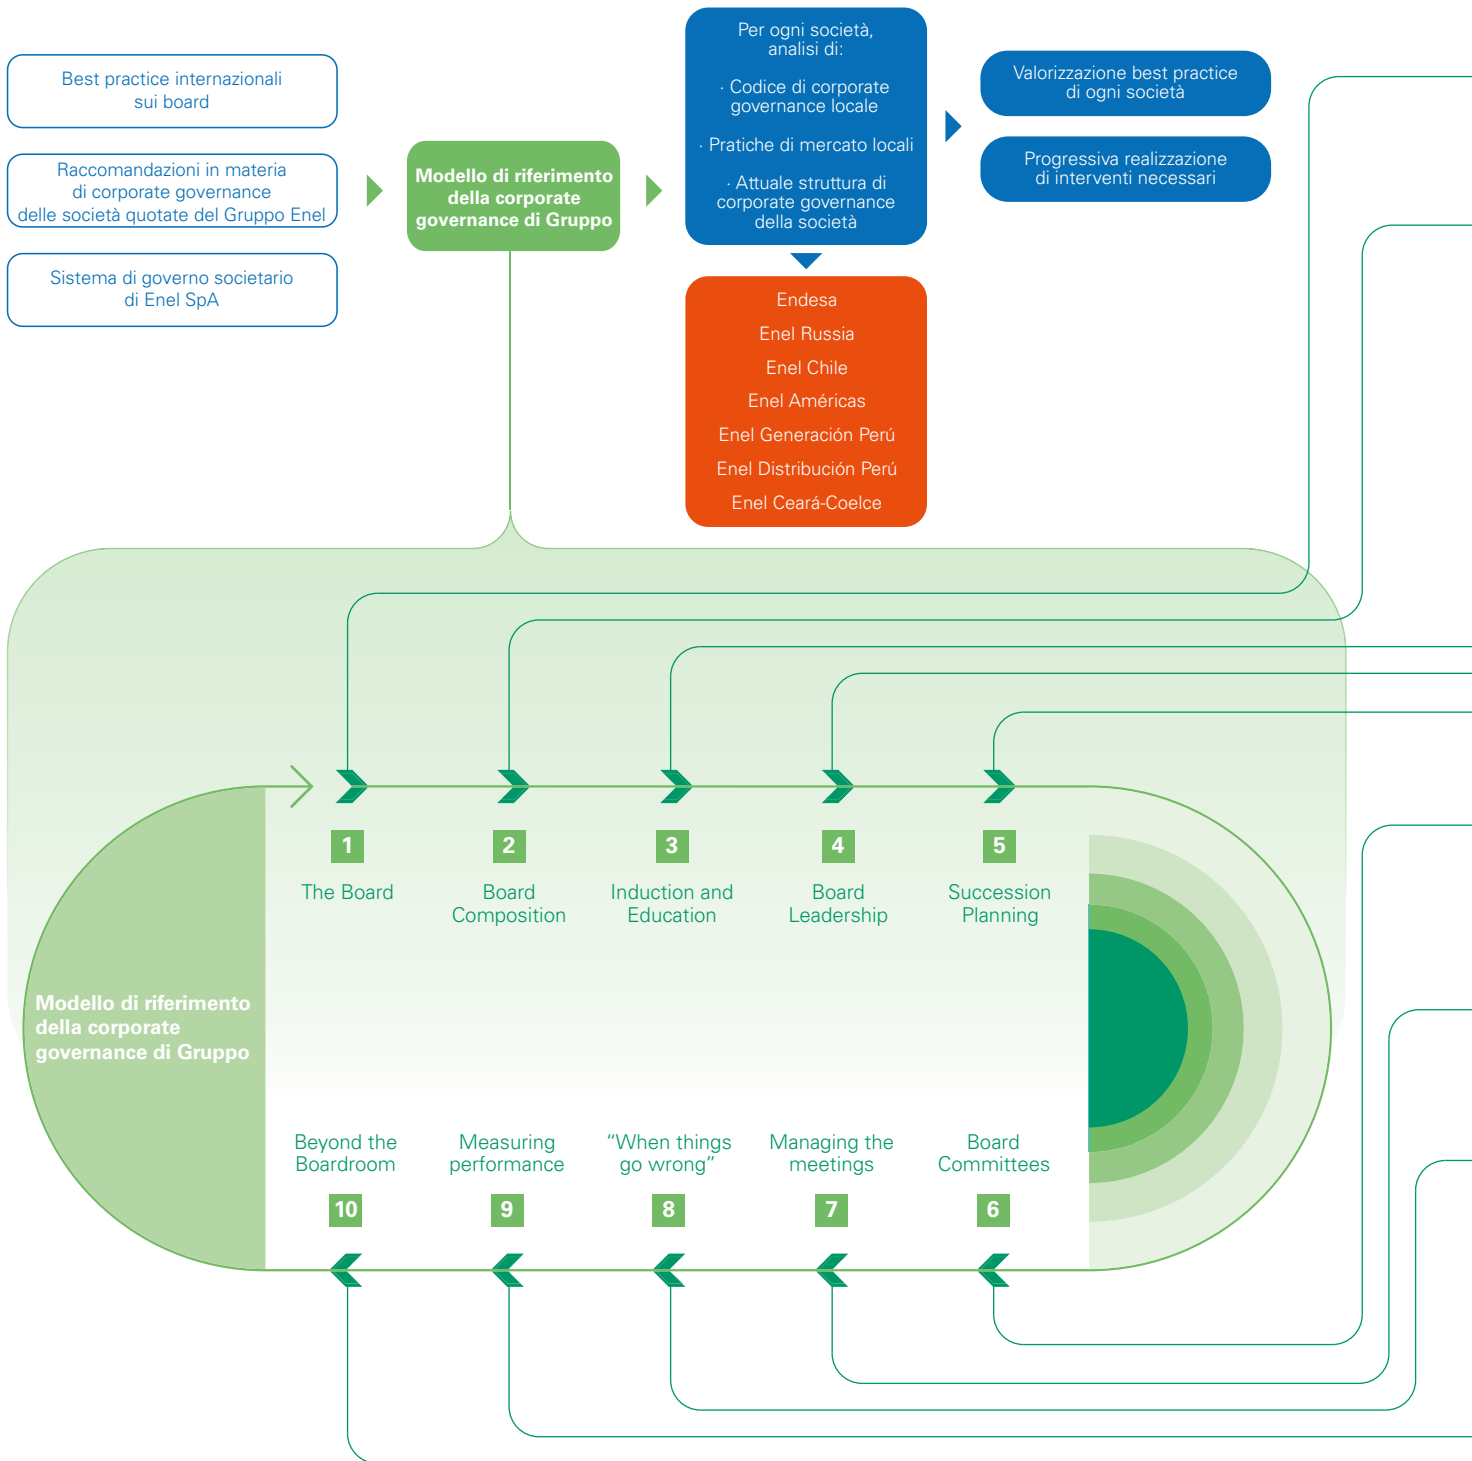 Best practice internazionali
sui board
Raccomandazioni in materia
di corporate governance
delle società quotate del Gruppo Enel
Sistema di governo societario
di Enel SpA
Modello di riferimento
della corporate
governance di Gruppo
Per ogni società,
analisi di:
· Codice di corporate
governance locale
· Pratiche di mercato locali
· Attuale struttura di
corporate governance
della società
Valorizzazione best practice
di ogni società
Progressiva realizzazione
di interventi necessari
Endesa
Enel Russia
Enel Chile
Enel Américas
Enel Generación Perú
Enel Distribución Perú
Enel Ceará-Coelce
Modello di riferimento
della corporate
governance di Gruppo
1
The Board
2
Board
Composition
3
Induction and
Education
4
Board
Leadership
5
Succession
Planning
Beyond the
Boardroom
10
Measuring
performance
9
“When things
go wrong”
8
Managing the
meetings
7
Board
Committees
6